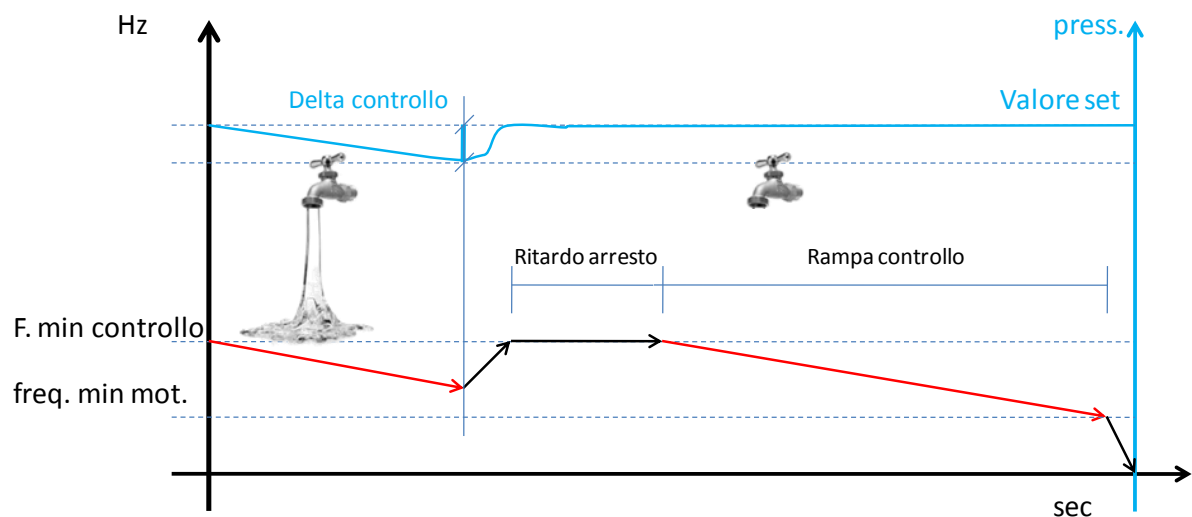 Hz
press.
Delta controllo
Valore set
Ritardo arresto
Rampa controllo
F. min controllo
freq. min mot.
sec